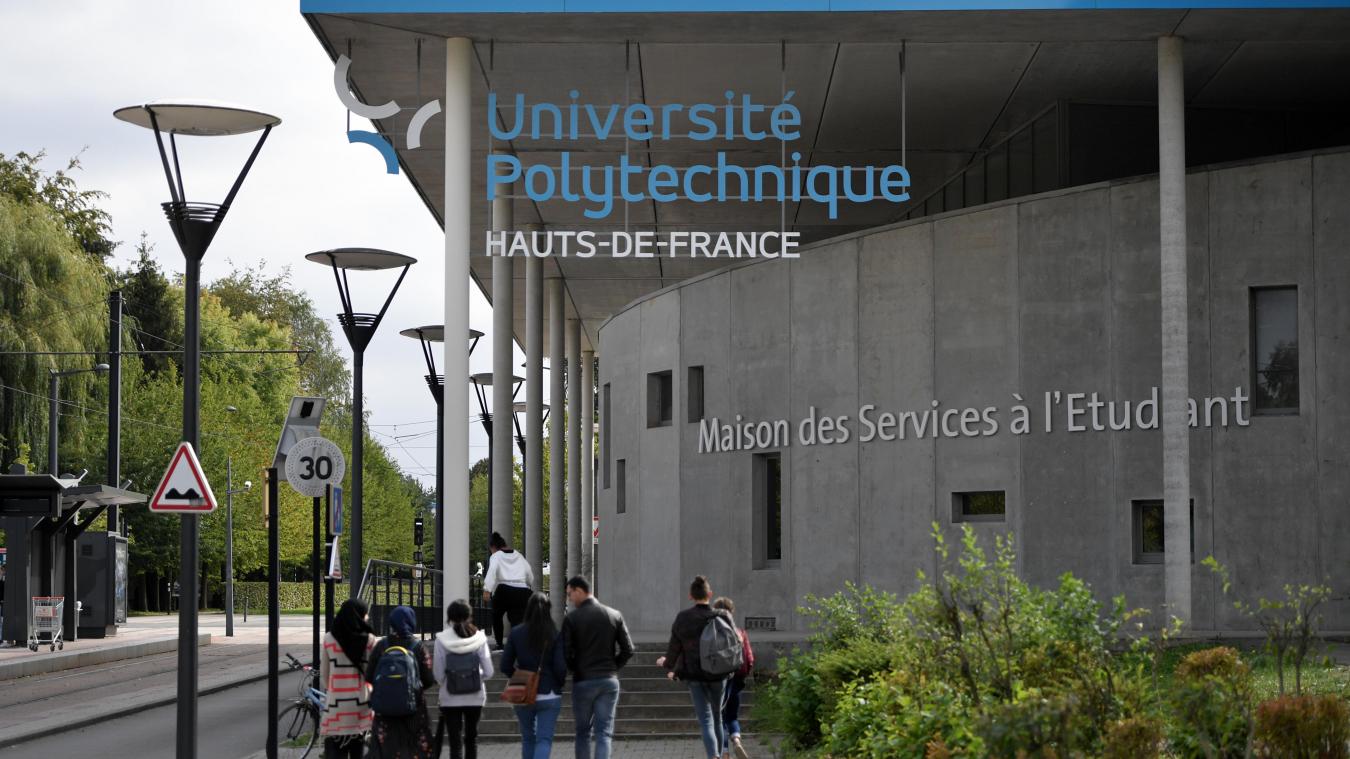 Université
Polytechnique
HAUTS-DE-FRANCE
Maison des Services à l'Etudiant
30